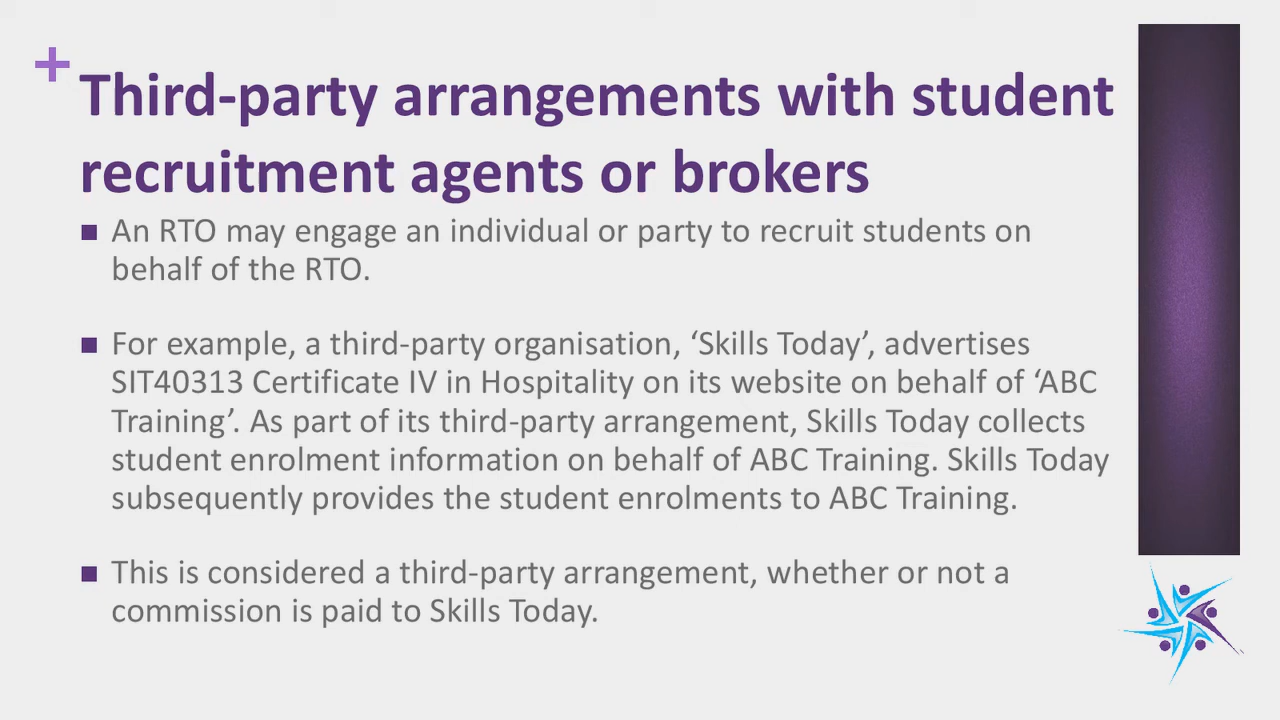 Third-party arrangements with student
recruitment agents or brokers
An RTO may engage an individual or party to recruit students on
behalf of the RTO.
For example, a third-party organisation, ‘Skills Today’, advertises
SIT40313 Certificate IV in Hospitality on its website on behalf of ‘ABC
Training’. As part of its third-party arrangement, Skills Today collects
student enrolment information on behalf of ABC Training. Skills Today
subsequently provides the student enrolments to ABC Training.
This is considered a third-party arrangement, whether or not a
commission is paid to Skills Today.